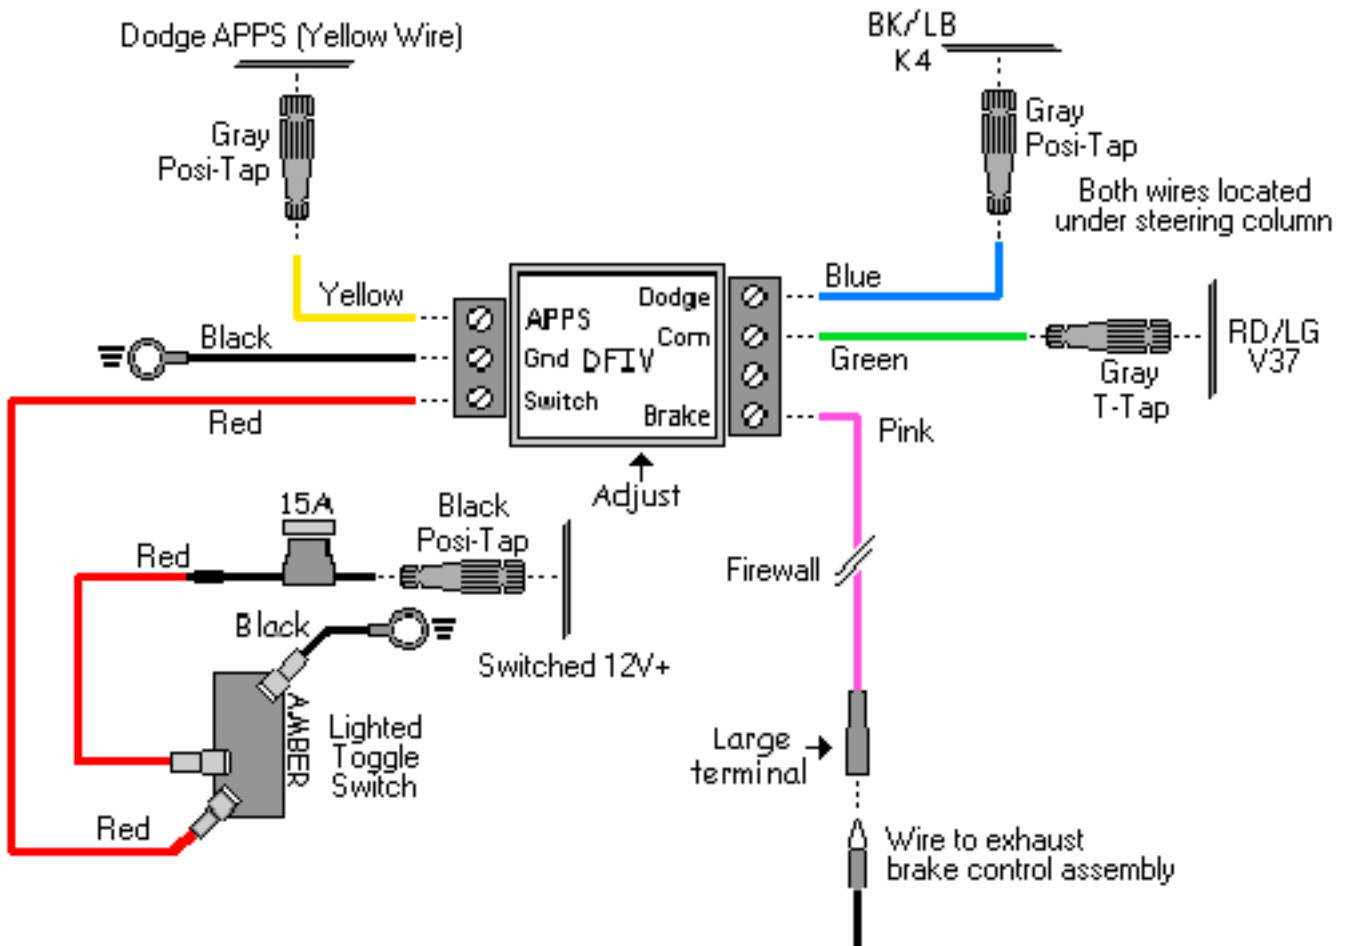 Dodge APPS (Yellow Wire)
BK/LB
K4
Gray
Posi-Tap
Gray
Posi-Tap
Both wires located
under steering column
Yellow
Black
Red
APPS
Gnd DFIV
Switch
Dodge
Com
Brake
Blue
Green
Gray
T-Tap
RD/LG
V37
Pink
Adjust
15A
Black
Posi-Tap
Red
Black
Switched 12V+
Firewall
AMBER
Lighted
Toggle
Switch
Red
Large
terminal
Wire to exhaust
brake control assembly